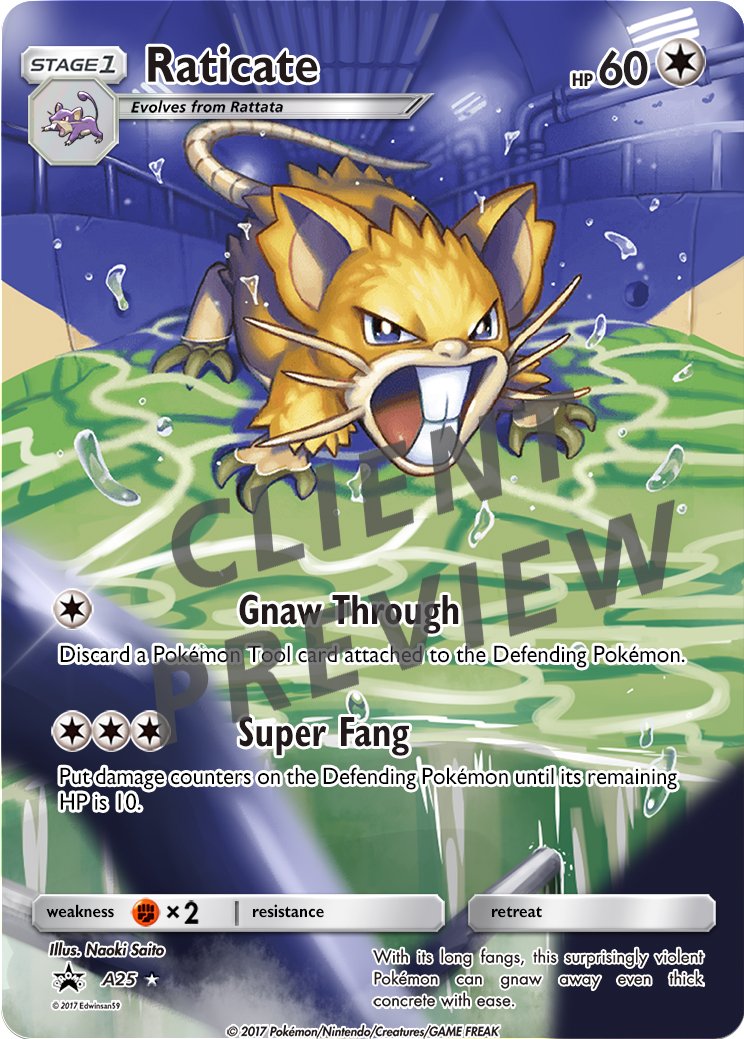 STAGE 1
Raticate
HP 60
Evolves from Rattata
CLIENT
PREVIEW
Gnaw Through
Discard a Pokémon Tool card attached to the Defending Pokémon.
Super Fang
Put damage counters on the Defending Pokémon until its remaining
HP is 10.
weakness ×2 resistance retreat
Illus. Naoki Saito
PROMO A25
© 2017 Edwinsan59
With its long fangs, this surprisingly violent
Pokémon can gnaw away even thick
concrete with ease.
© 2017 Pokémon/Nintendo/Creatures/GAME FREAK